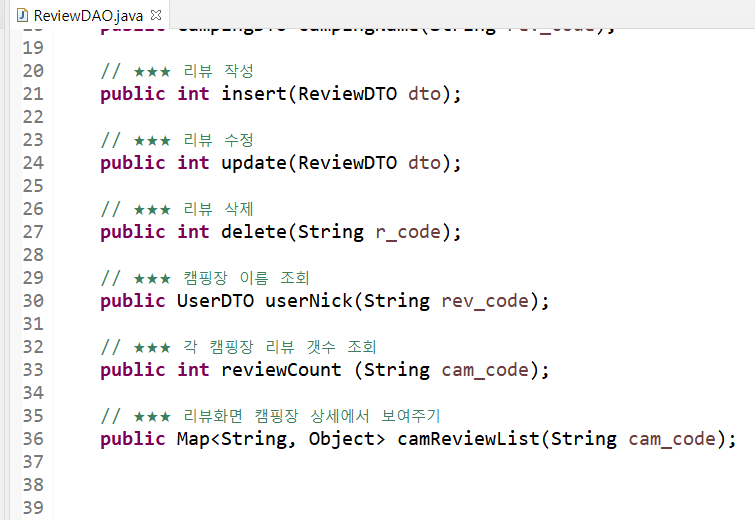 ReviewDAO.java
19
20 // ★★★ 리뷰 작성
21 public int insert(ReviewDTO dto);
22
23 // ★★★ 리뷰 수정
24 public int update(ReviewDTO dto);
25
26 // ★★★ 리뷰 삭제
27 public int delete(String r_code);
28
29 // ★★★ 캠핑장 이름 조회
30 public UserDTO userNick(String rev_code);
31
32 // ★★★ 각 캠핑장 리뷰 갯수 조회
33 public int reviewCount (String cam_code);
34
35 // ★★★ 리뷰화면 캠핑장 상세에서 보여주기
36 public Map<String, Object> camReviewList(String cam_code);
37
38
39